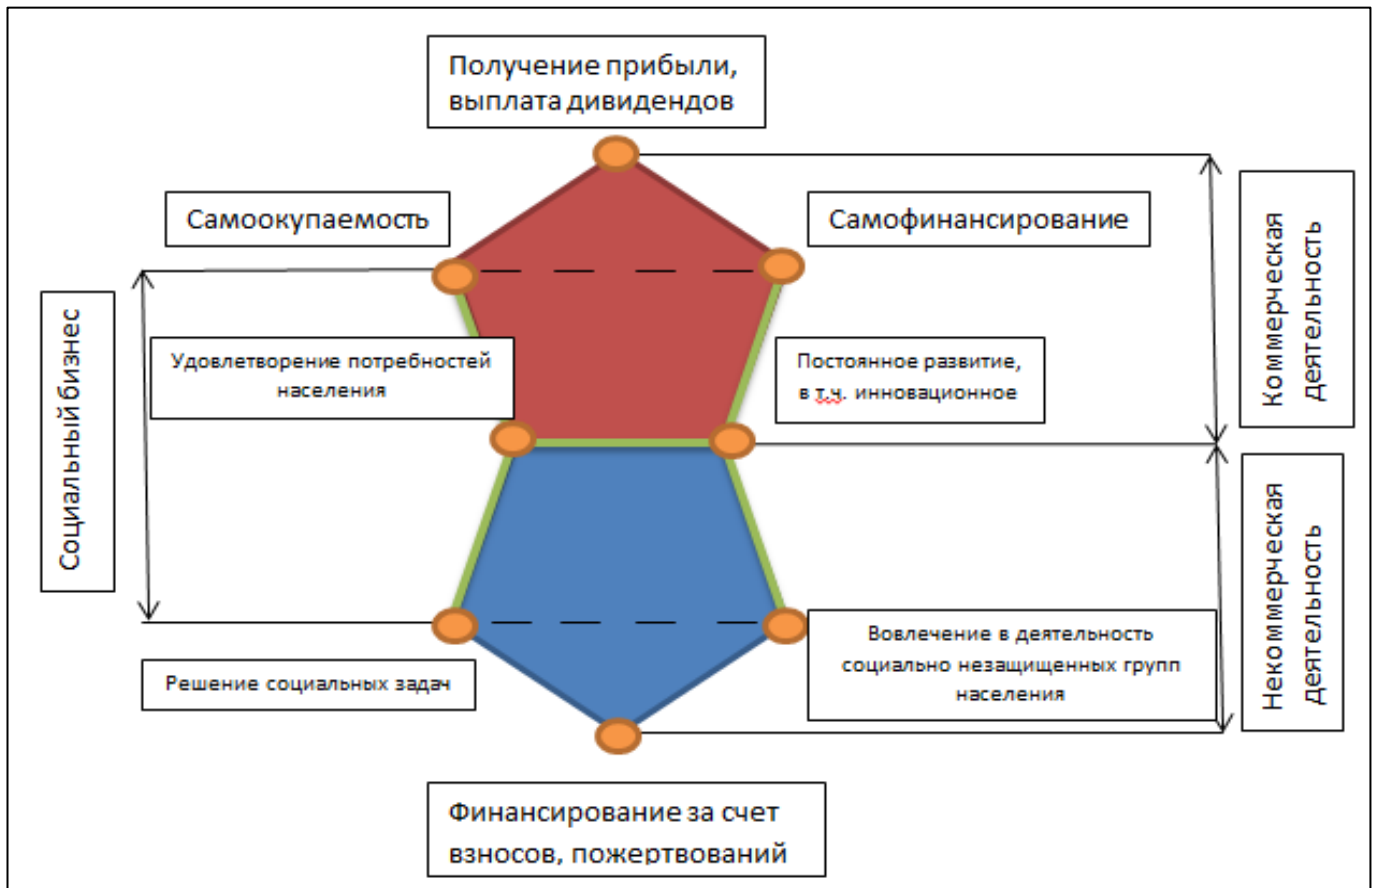 Получение прибыли,
выплата дивидендов
Самоокупаемость
Самофинансирование
Коммерческая
деятельность
Социальный бизнес
Удовлетворение потребностей
населения
Постоянное развитие,
в т.ч. инновационное
Некоммерческая
деятельность
Решение социальных задач
Вовлечение в деятельность
социально незащищенных групп
населения
Финансирование за счет
взносов, пожертвований